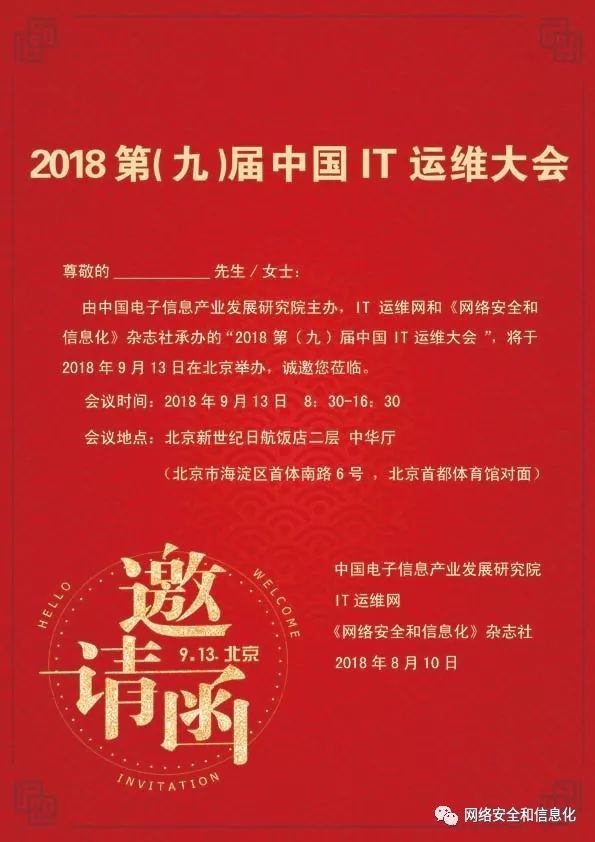 2018 第(九)届中国 IT 运维大会
尊敬的 __________ 先生/女士：
由中国电子信息产业发展研究院主办，IT 运维网和《网络安全和
信息化》杂志社承办的“2018 第（九）届中国 IT 运维大会”，将于
2018 年 9 月 13 日在北京举办，诚邀您莅临。
会议时间：2018 年 9 月 13 日 8：30-16：30
会议地点：北京新世纪日航饭店二层 中华厅
（北京市海淀区首体南路 6 号 ，北京首都体育馆对面）
中国电子信息产业发展研究院
IT 运维网
《网络安全和信息化》杂志社
2018 年 8 月 10 日
HELLO
WELCOME
邀
9.13·北京
请函
INVITATION
网络安全和信息化